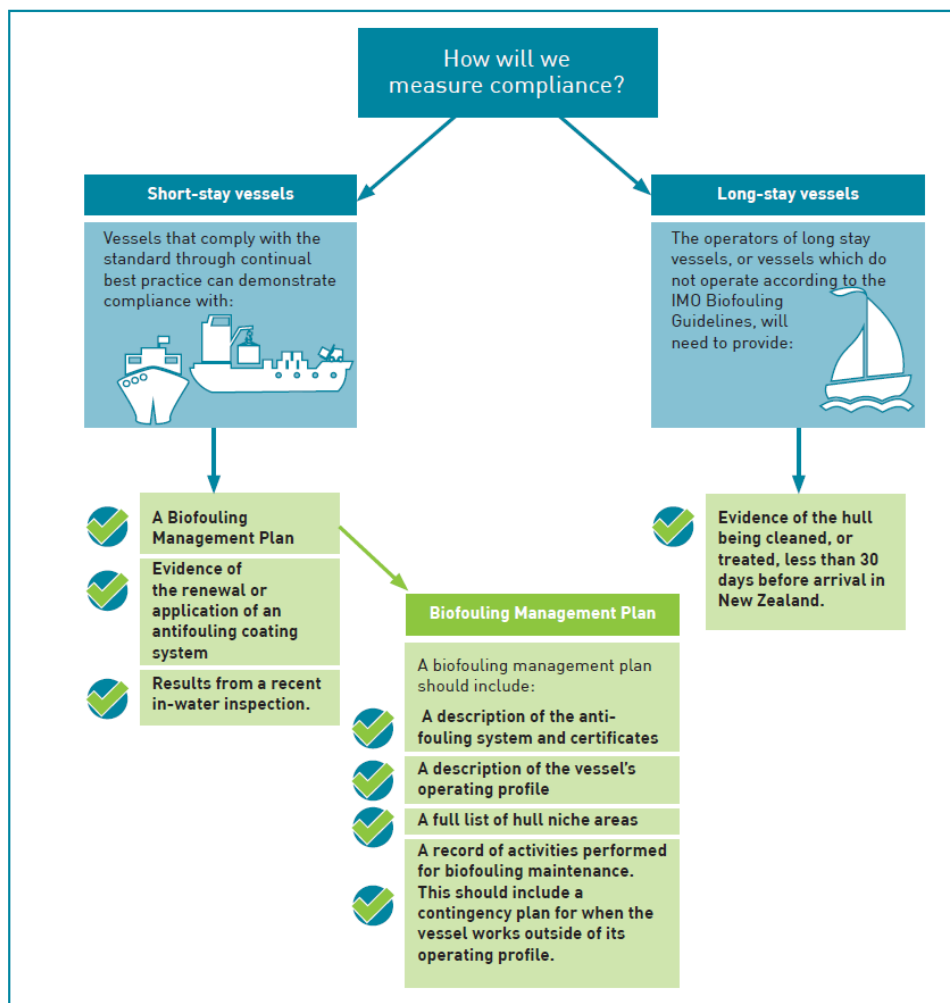 How will we
measure compliance?
Short-stay vessels
Vessels that comply with the
standard through continual
best practice can demonstrate
compliance with:
Long-stay vessels
The operators of long stay
vessels, or vessels which do
not operate according to the
IMO Biofouling
Guidelines, will
need to provide:
A Biofouling
Management Plan
Evidence of
the renewal or
application of an
antifouling coating
system
Results from a recent
in-water inspection.
Biofouling Management Plan
A biofouling management plan
should include:
A description of the anti-
fouling system and certificates
A description of the vessel's
operating profile
A full list of hull niche areas
A record of activities performed
for biofouling maintenance.
This should include a
contingency plan for when the
vessel works outside of its
operating profile.
Evidence of the hull
being cleaned, or
treated, less than 30
days before arrival in
New Zealand.